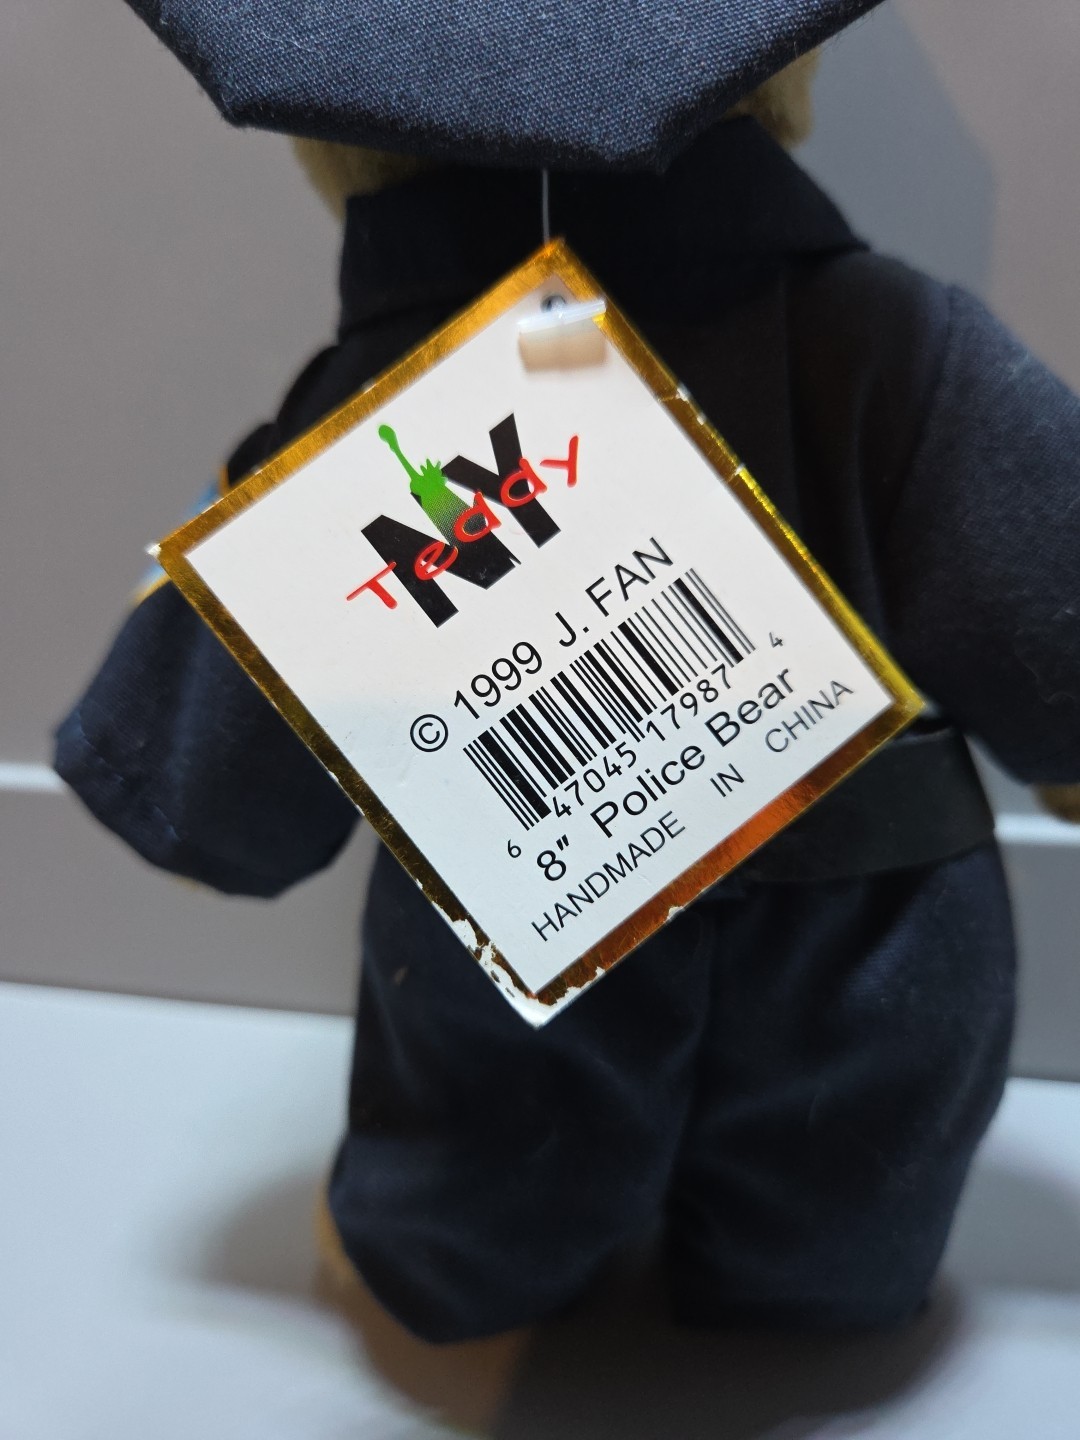 NY
Teddy
© 1999 J. FAN
6 47045 17987 4
8" Police Bear
HANDMADE IN CHINA